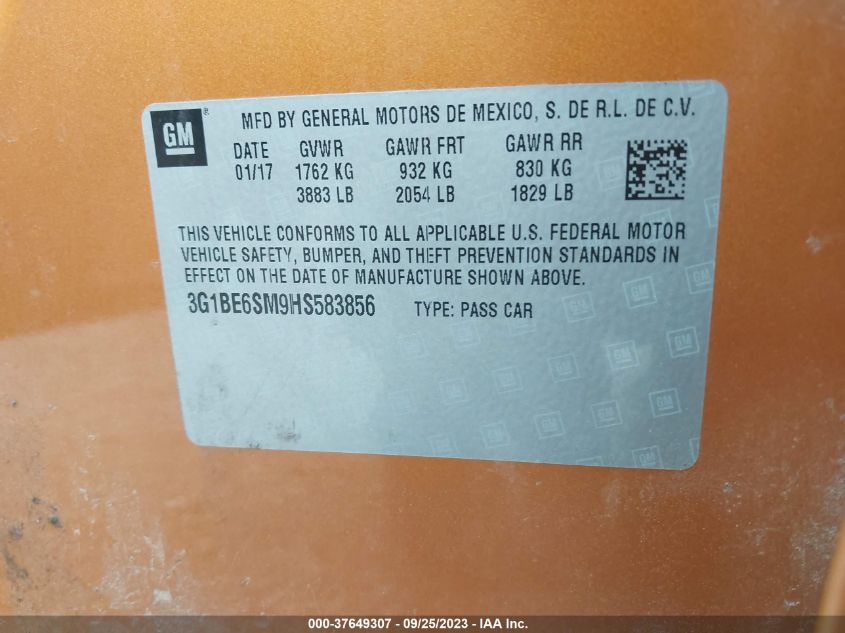 GM ®
MFD BY GENERAL MOTORS DE MEXICO, S. DE R.L. DE C.V.
DATE GVWR GAWR FRT GAWR RR
01/17 1762 KG 932 KG 830 KG
3883 LB 2054 LB 1829 LB
THIS VEHICLE CONFORMS TO ALL APPLICABLE U.S. FEDERAL MOTOR
VEHICLE SAFETY, BUMPER, AND THEFT PREVENTION STANDARDS IN
EFFECT ON THE DATE OF MANUFACTURE SHOWN ABOVE.
3G1BE6SM9HS583856 TYPE: PASS CAR
000-37649307 - 09/25/2023 - IAA Inc.